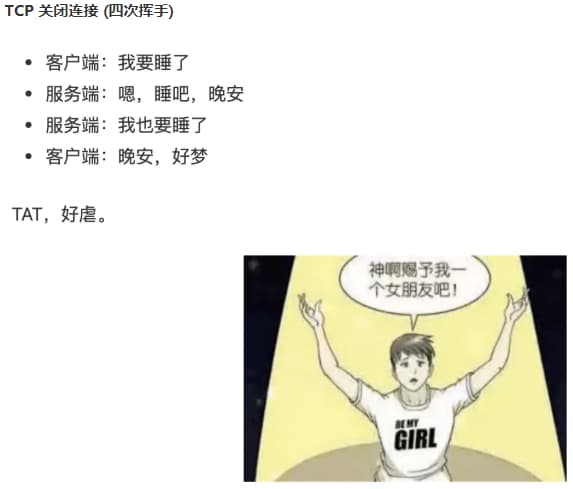 TCP 关闭连接 (四次挥手)
客户端：我要睡了
服务端：嗯，睡吧，晚安
服务端：我也要睡了
客户端：晚安，好梦
TAT，好虐。
神啊赐予我一
个女朋友吧！
BE MY
GIRL